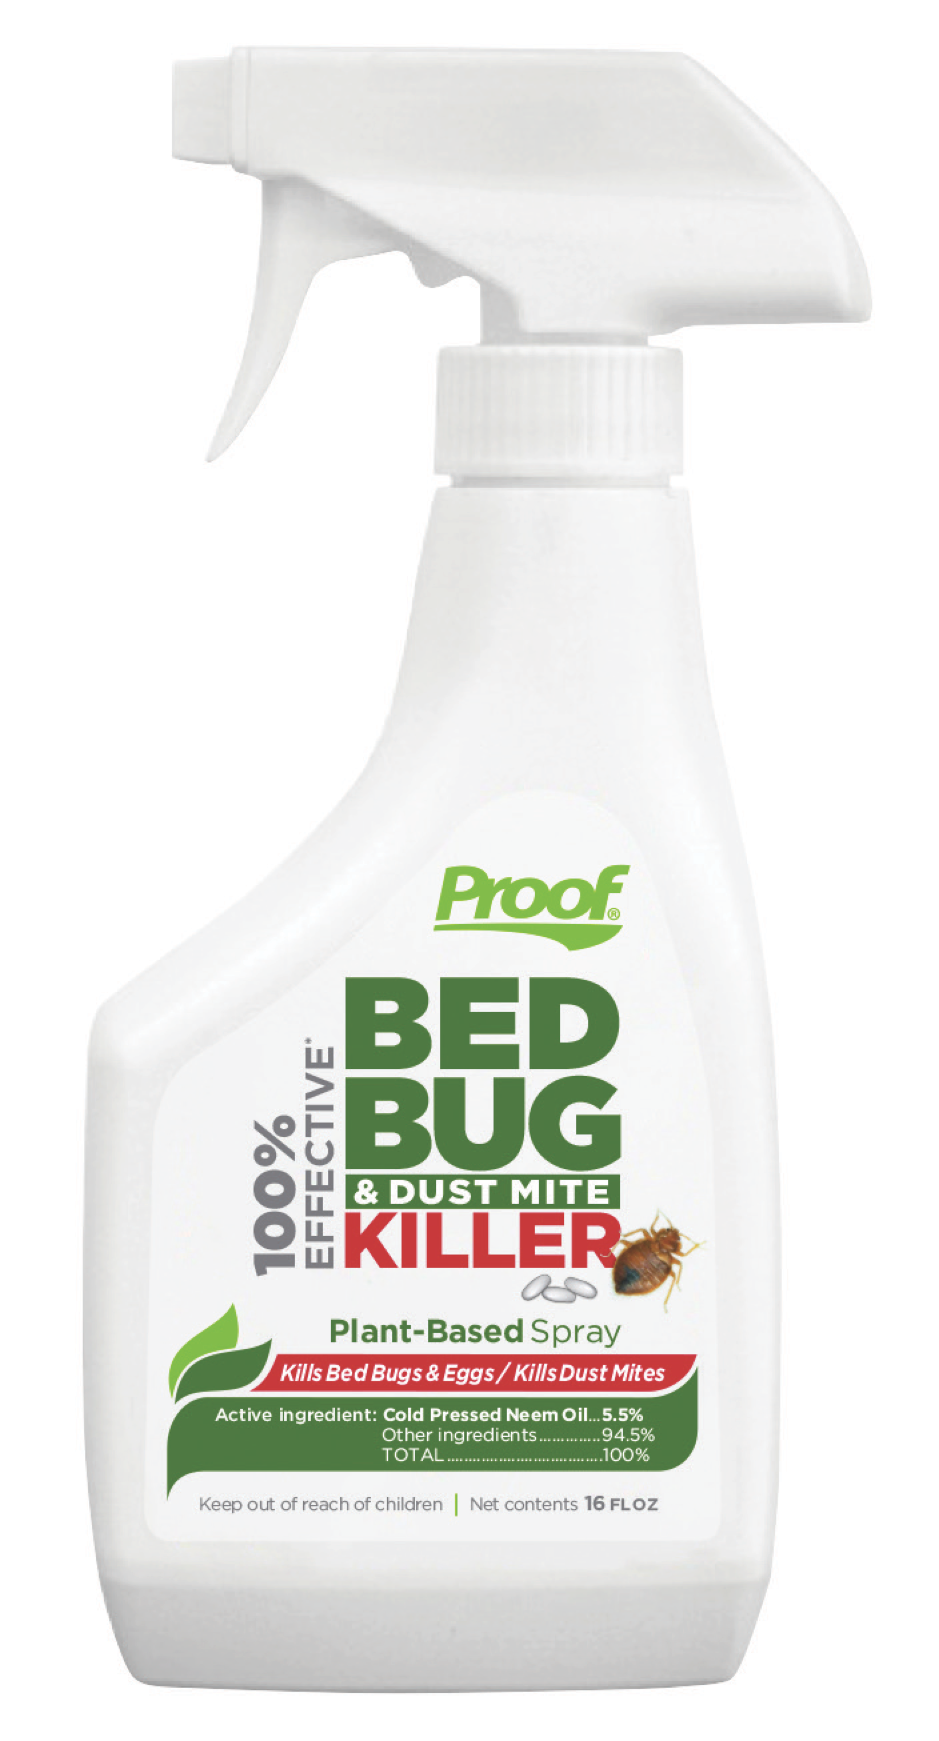 Proof®
100%
EFFECTIVE*
BED
BUG
& DUST MITE
KILLER
Plant-Based Spray
Kills Bed Bugs & Eggs / Kills Dust Mites
Active ingredient: Cold Pressed Neem Oil...5.5%
Other ingredients.............94.5%
TOTAL....................................100%
Keep out of reach of children | Net contents 16 FL OZ